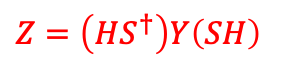 Z = (HS†)Y(SH)